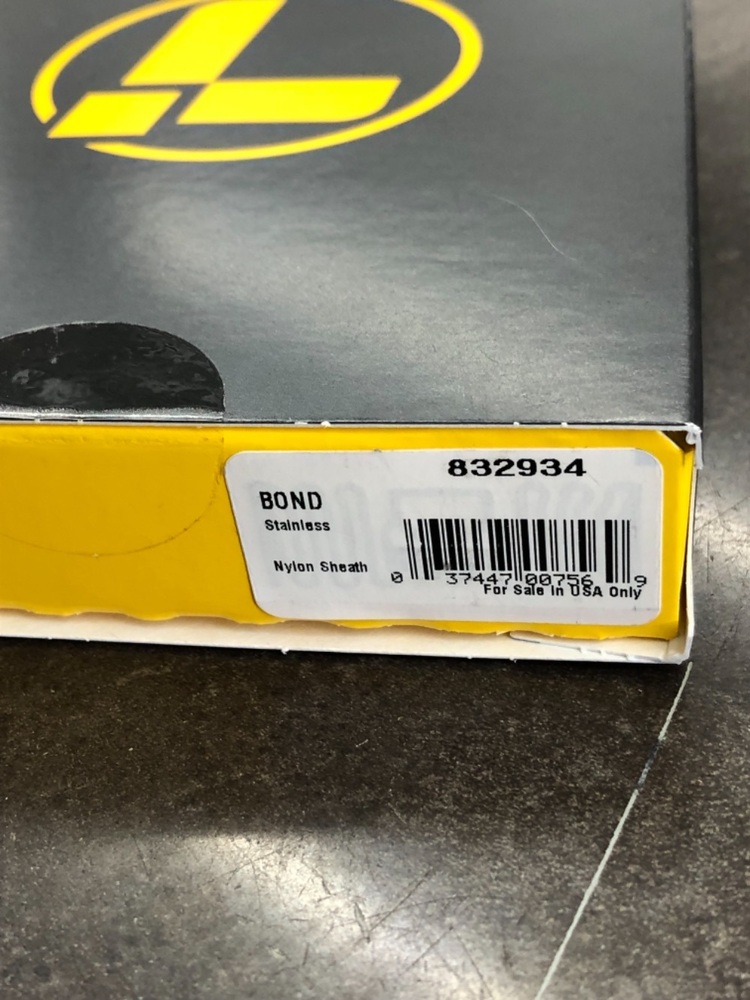 832934
BOND
Stainless
Nylon Sheath
0 37447 00756 9
For Sale In USA Only